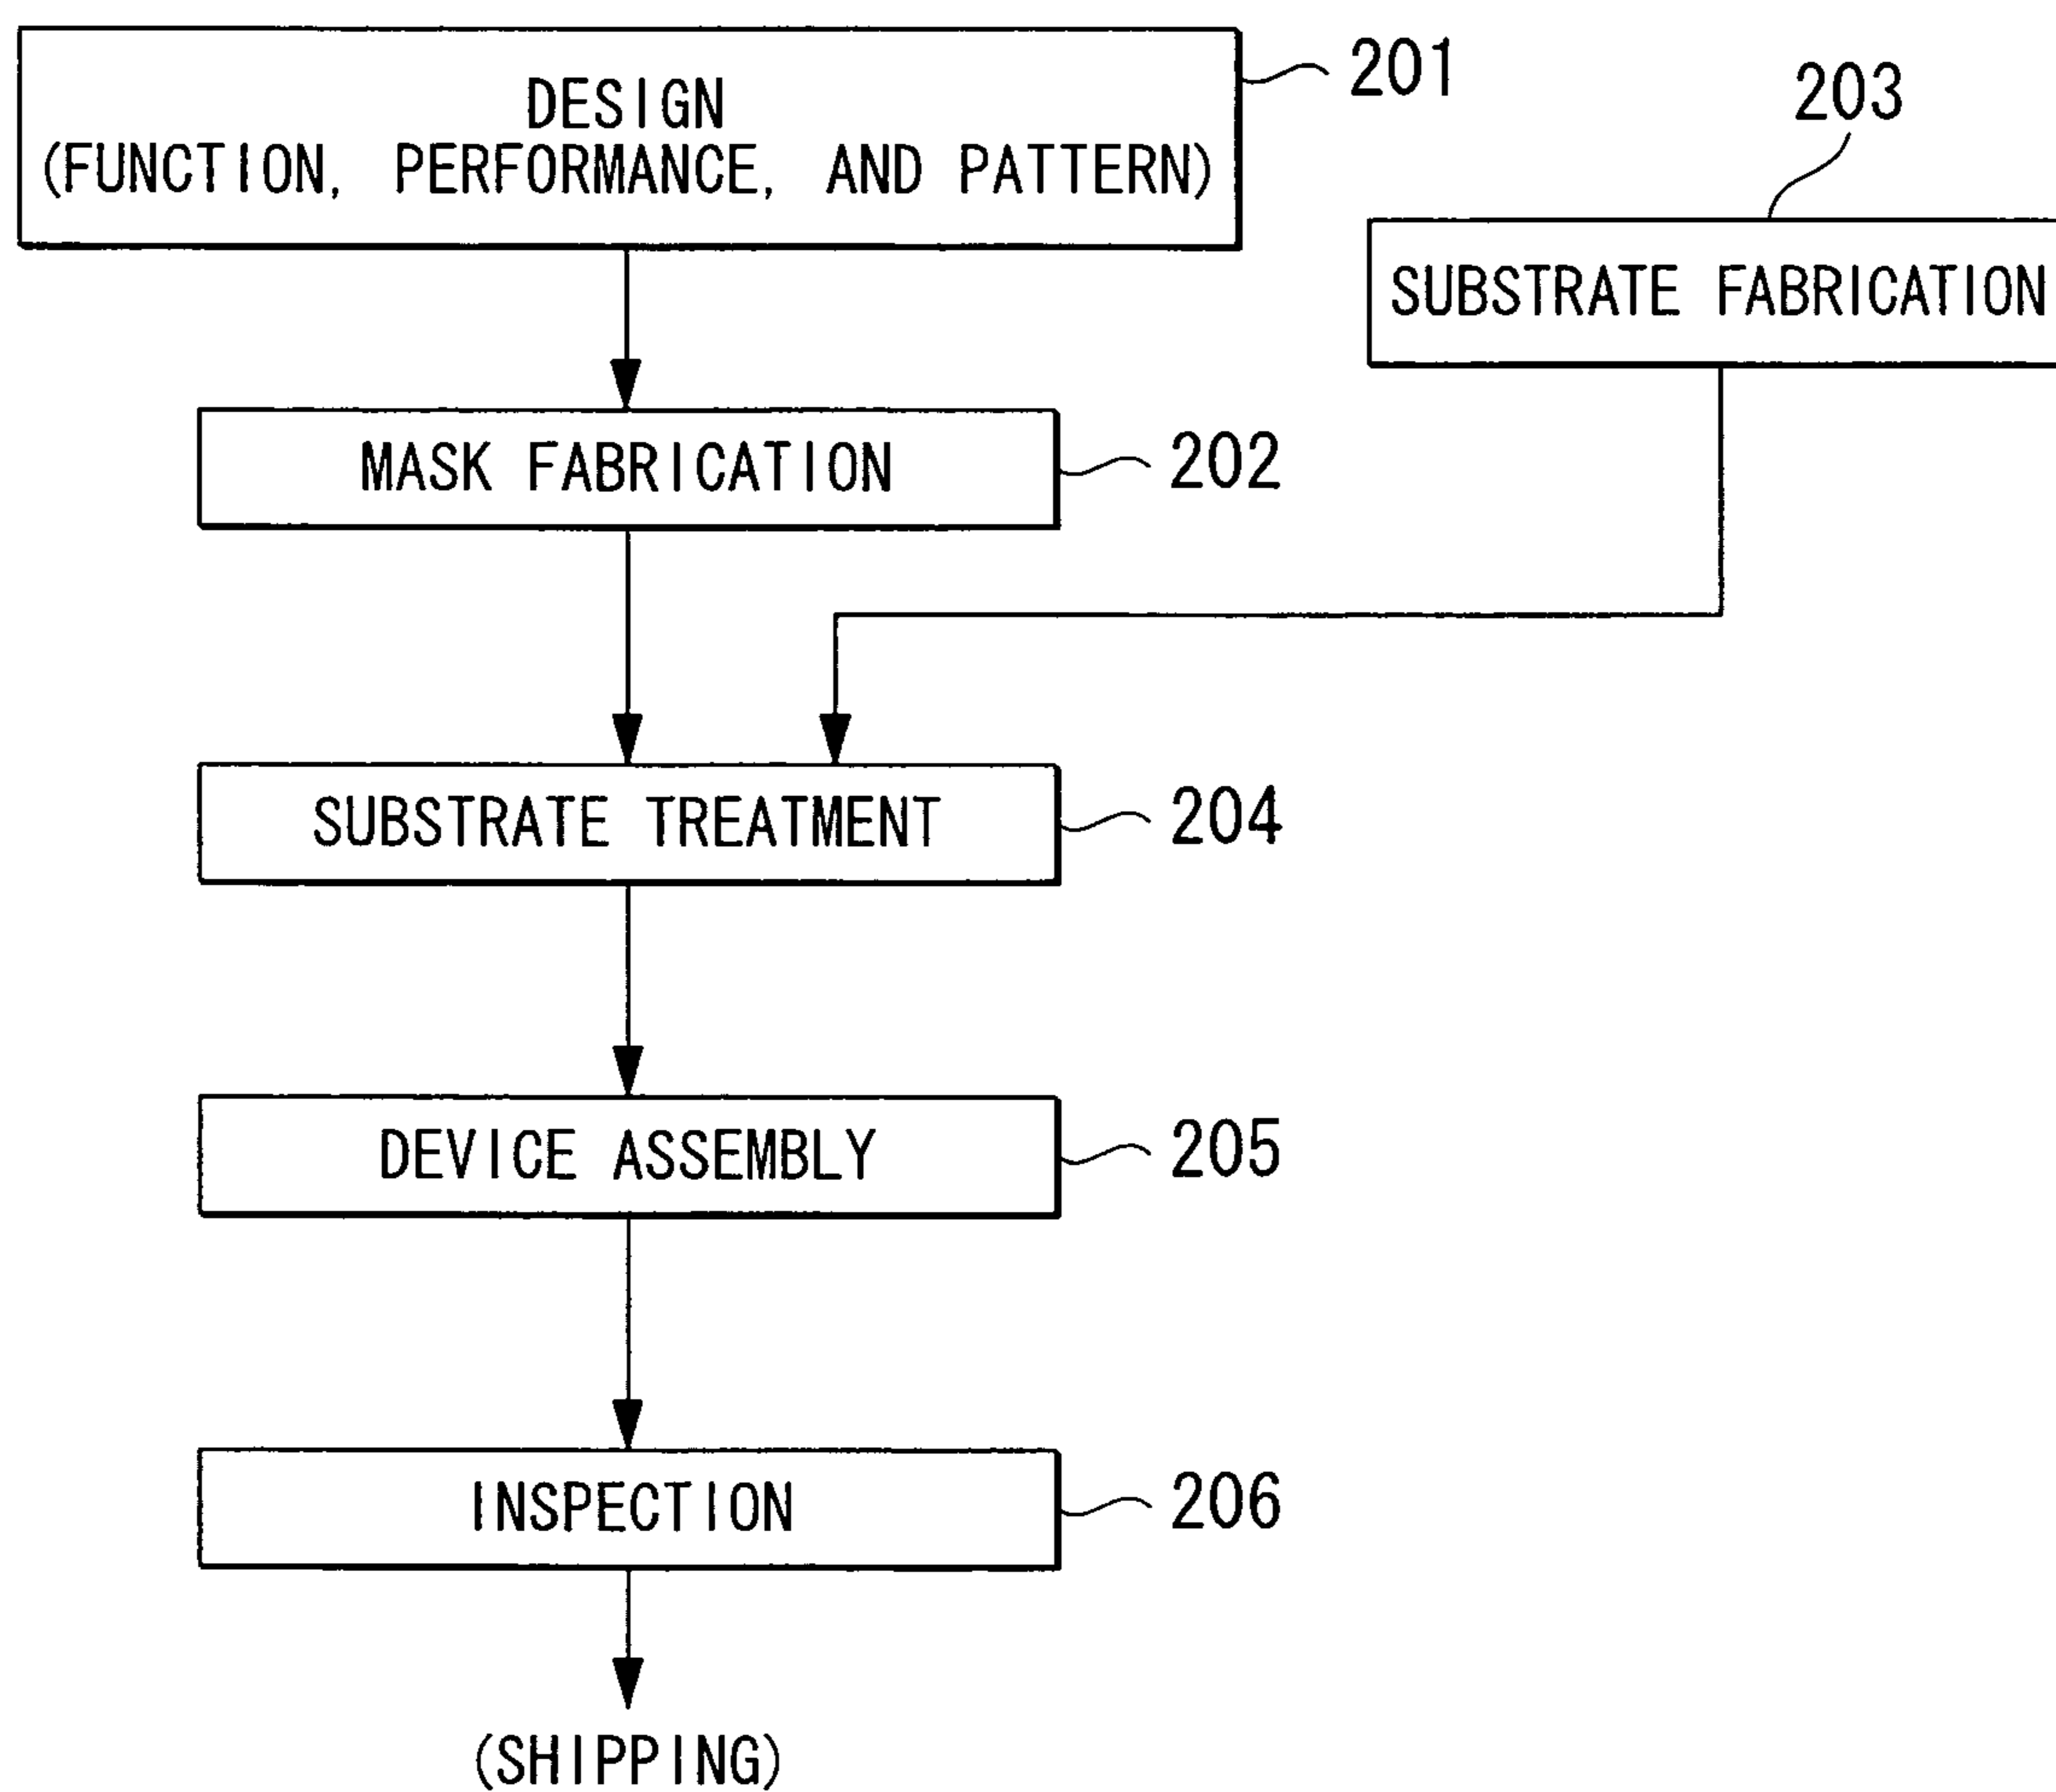 DESIGN
(FUNCTION, PERFORMANCE, AND PATTERN)
201
203
SUBSTRATE FABRICATION
MASK FABRICATION
202
SUBSTRATE TREATMENT
204
DEVICE ASSEMBLY
205
INSPECTION
206
(SHIPPING)